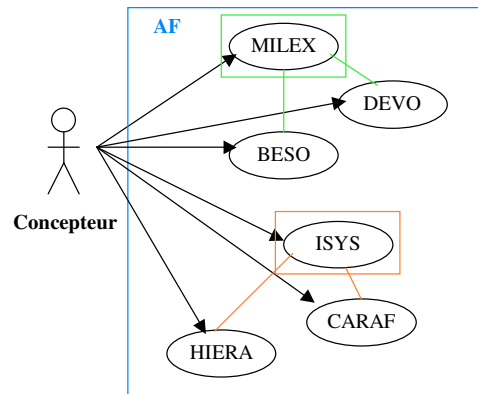 AF
MILEX
DEVO
BESO
Concepteur
ISYS
CARAF
HIERA